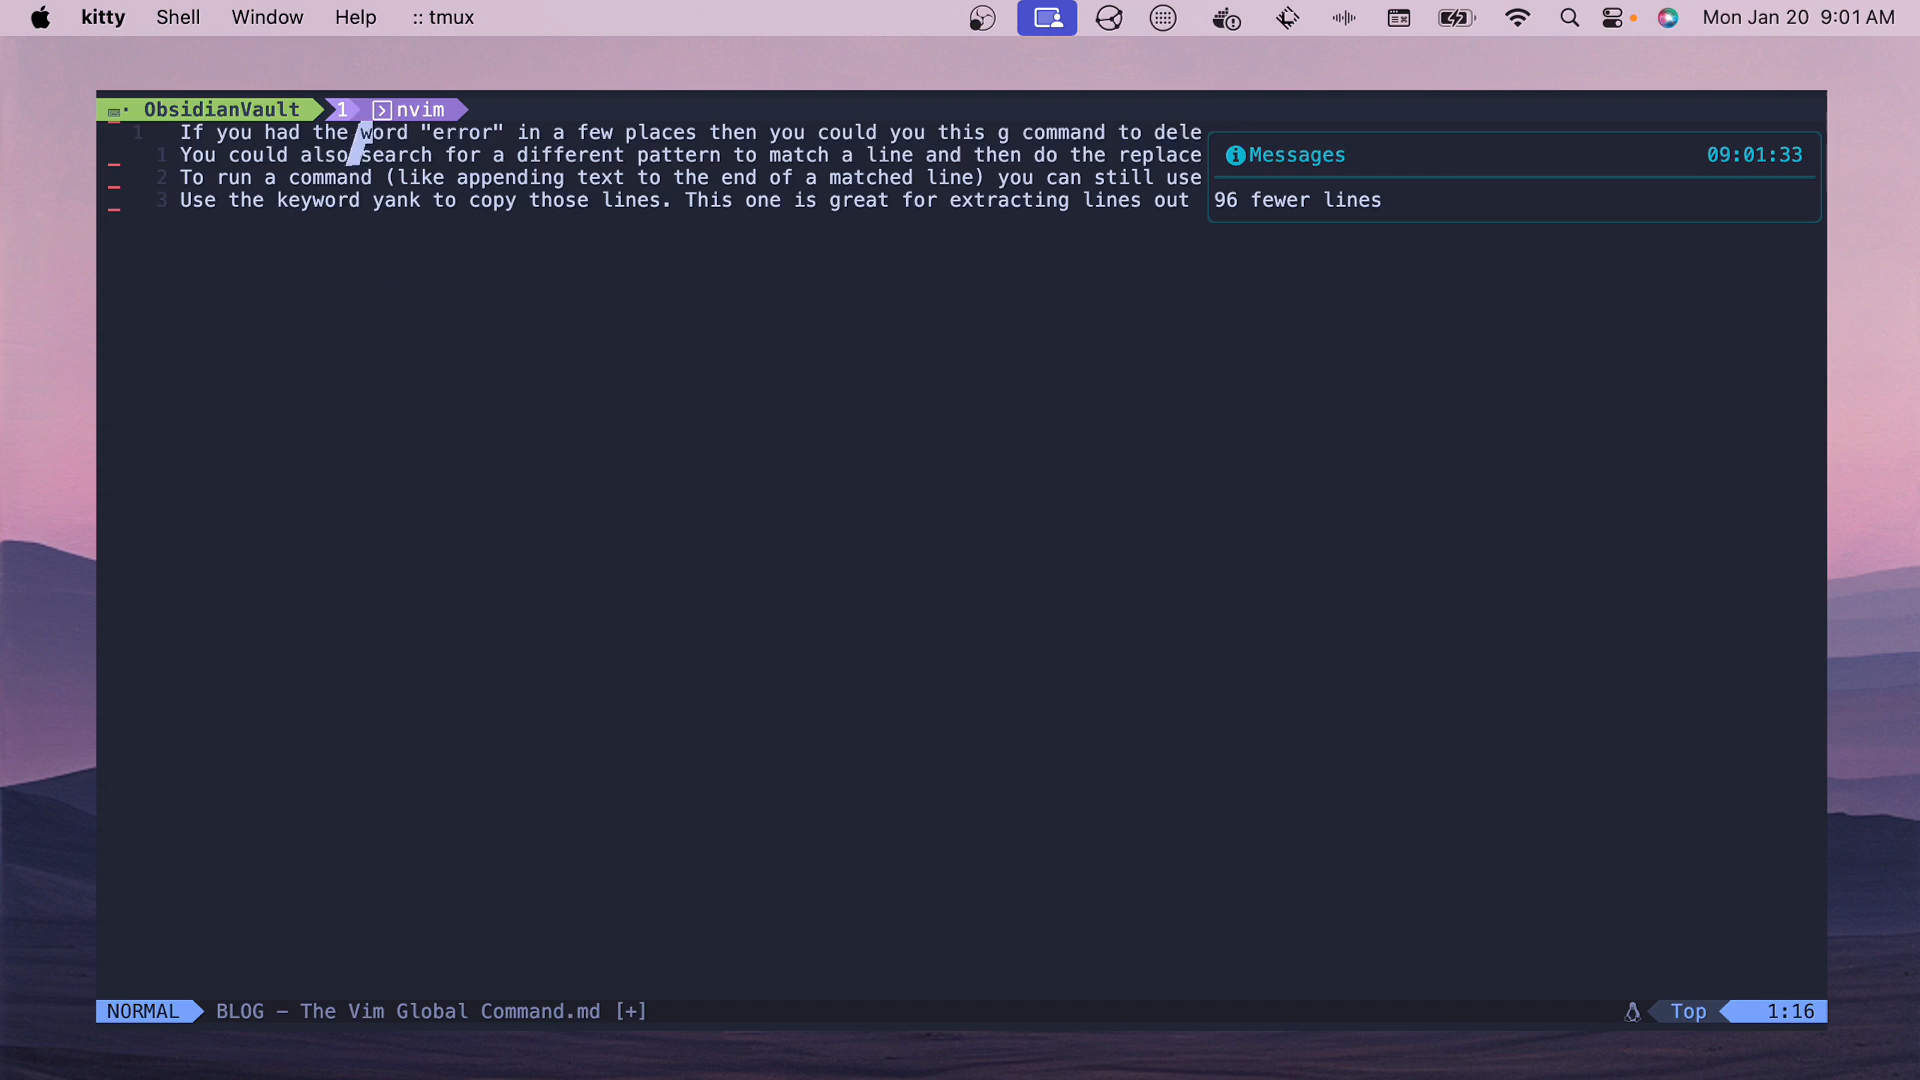 kitty Shell Window Help :: tmux Mon Jan 20 9:01 AM
ObsidianVault 1 nvim
1 If you had the word "error" in a few places then you could you this g command to dele
1 You could also search for a different pattern to match a line and then do the replace
2 To run a command (like appending text to the end of a matched line) you can still use
3 Use the keyword yank to copy those lines. This one is great for extracting lines out
Messages 09:01:33
96 fewer lines
NORMAL BLOG – The Vim Global Command.md [+] Top 1:16